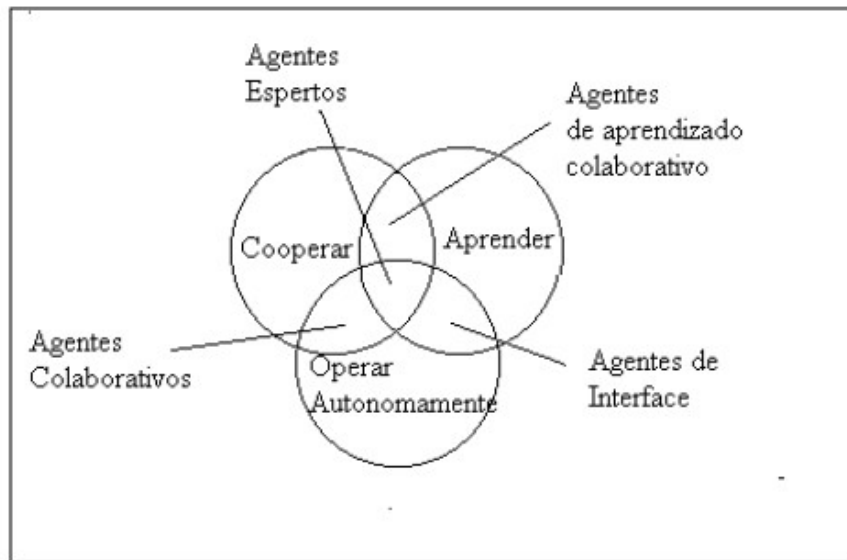 Agentes
Espertos
Agentes
de aprendizado
colaborativo
Cooperar
Aprender
Agentes
Colaborativos
Operar
Autonomamente
Agentes de
Interface